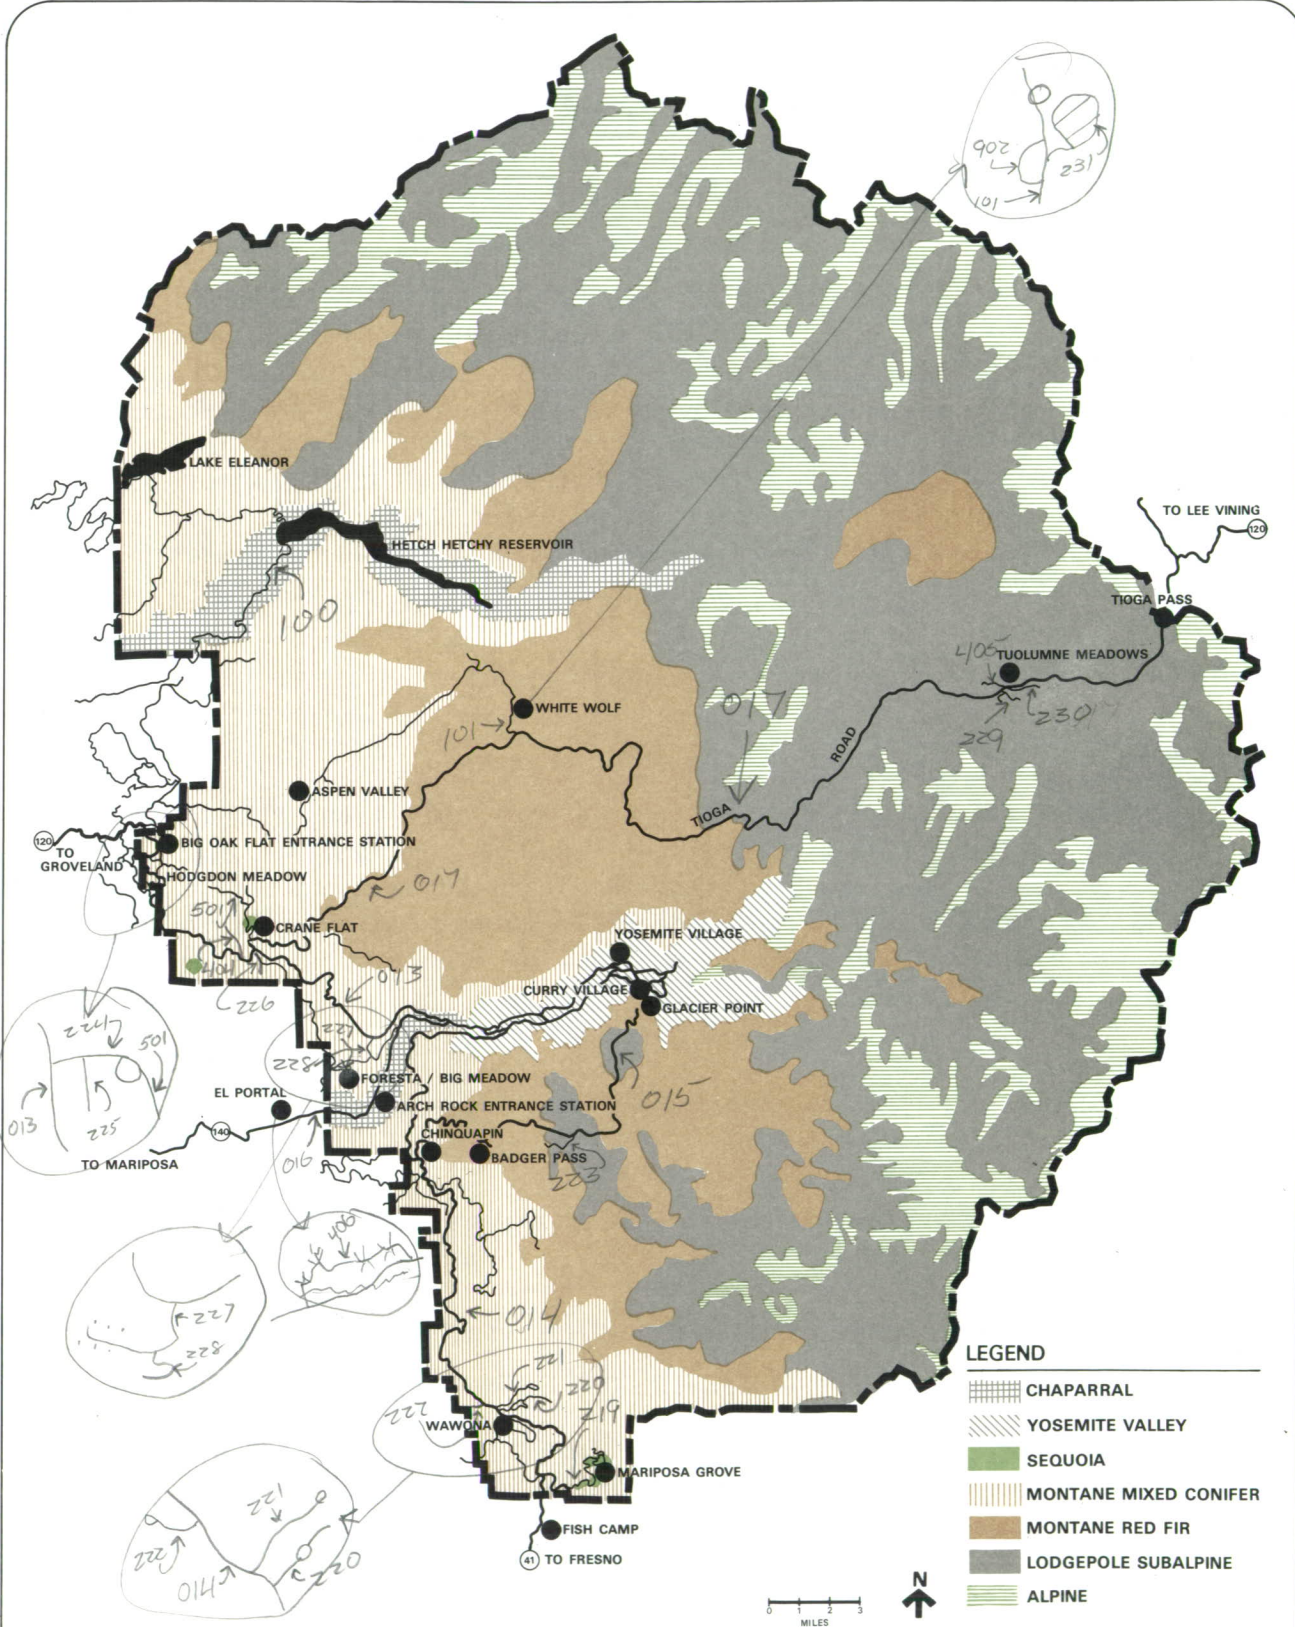 206
231
101
LAKE ELEANOR
HETCH HETCHY RESERVOIR
100
TO LEE VINING
120
TIOGA PASS
405
TUOLUMNE MEADOWS
230
229
017
WHITE WOLF
101
ROAD
TIOGA
ASPEN VALLEY
120
TO
GROVELAND
BIG OAK FLAT ENTRANCE STATION
HODGDON MEADOW
017
501
CRANE FLAT
404
226
013
YOSEMITE VILLAGE
CURRY VILLAGE
GLACIER POINT
224
501
013
225
227
228
FORESTA / BIG MEADOW
EL PORTAL
ARCH ROCK ENTRANCE STATION
015
140
TO MARIPOSA
016
CHINQUAPIN
BADGER PASS
223
406
227
228
014
221
220
219
222
WAWONA
MARIPOSA GROVE
221
222
014
220
FISH CAMP
41 TO FRESNO
LEGEND
CHAPARRAL
YOSEMITE VALLEY
SEQUOIA
MONTANE MIXED CONIFER
MONTANE RED FIR
LODGEPOLE SUBALPINE
ALPINE
N
0 1 2 3
MILES